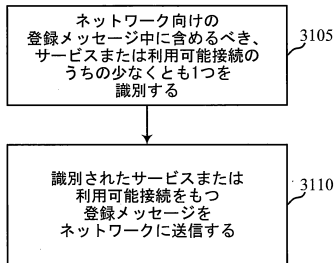 ネットワーク向けの
登録メッセージ中に含めるべき、
サービスまたは利用可能接続の
うちの少なくとも1つを
識別する
3105
識別されたサービスまたは
利用可能接続をもつ
登録メッセージを
ネットワークに送信する
3110